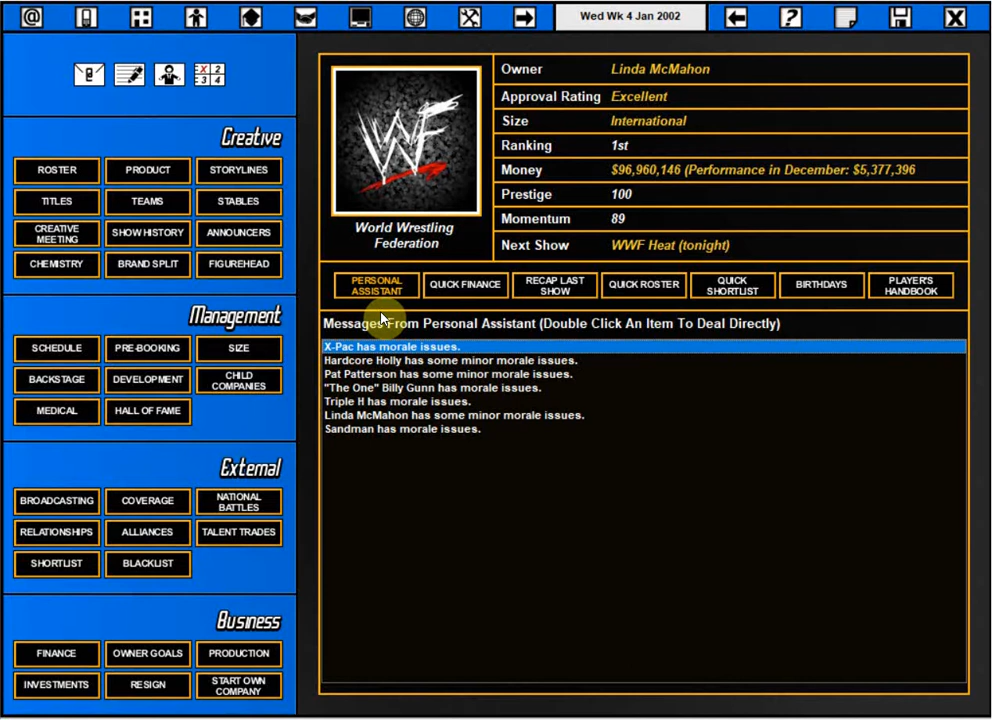 Wed Wk 4 Jan 2002
Creative
ROSTER
PRODUCT
STORYLINES
TITLES
TEAMS
STABLES
CREATIVE
MEETING
SHOW HISTORY
ANNOUNCERS
CHEMISTRY
BRAND SPLIT
FIGUREHEAD
Management
SCHEDULE
PRE-BOOKING
SIZE
BACKSTAGE
DEVELOPMENT
CHILD
COMPANIES
MEDICAL
HALL OF FAME
External
BROADCASTING
COVERAGE
NATIONAL
BATTLES
RELATIONSHIPS
ALLIANCES
TALENT TRADES
SHORTLIST
BLACKLIST
Business
FINANCE
OWNER GOALS
PRODUCTION
INVESTMENTS
RESIGN
START OWN
COMPANY
World Wrestling
Federation
Owner Linda McMahon
Approval Rating Excellent
Size International
Ranking 1st
Money $96,960,146 (Performance in December: $5,377,396
Prestige 100
Momentum 89
Next Show WWF Heat (tonight)
PERSONAL
ASSISTANT
QUICK FINANCE
RECAP LAST
SHOW
QUICK ROSTER
QUICK
SHORTLIST
BIRTHDAYS
PLAYER'S
HANDBOOK
Messages From Personal Assistant (Double Click An Item To Deal Directly)
X-Pac has morale issues.
Hardcore Holly has some minor morale issues.
Pat Patterson has some minor morale issues.
"The One" Billy Gunn has morale issues.
Triple H has morale issues.
Linda McMahon has some minor morale issues.
Sandman has morale issues.